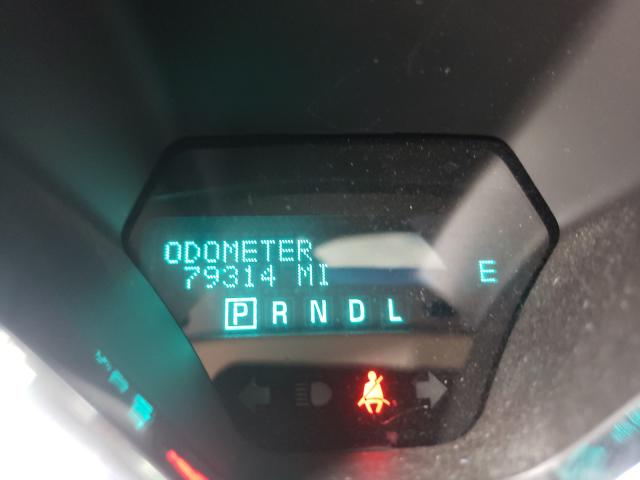 ODOMETER
79314 MI
E
P R N D L